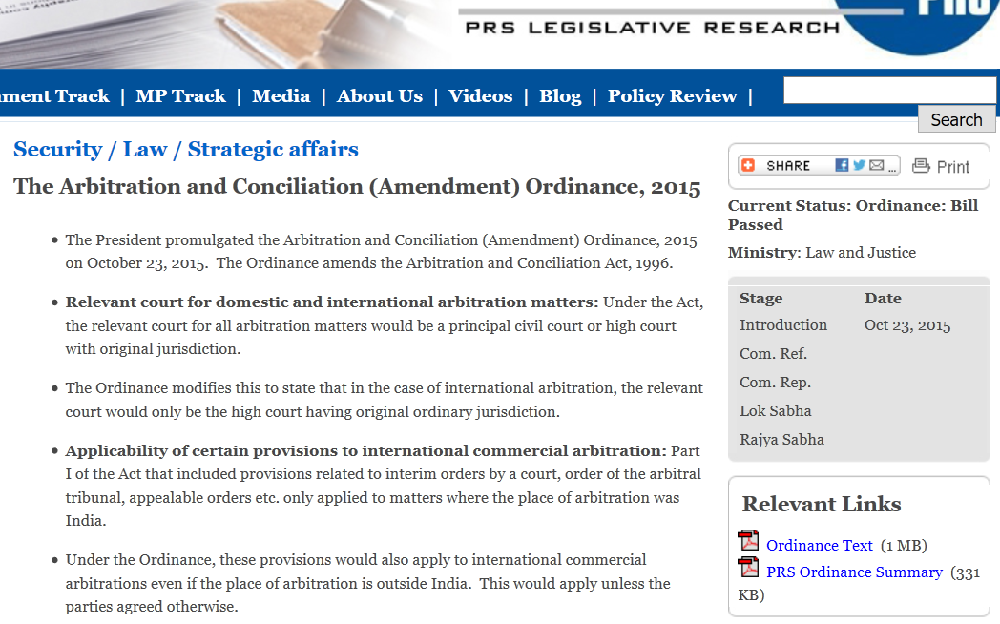 PRS LEGISLATIVE RESEARCH
ment Track | MP Track | Media | About Us | Videos | Blog | Policy Review |
Search
Security / Law / Strategic affairs
The Arbitration and Conciliation (Amendment) Ordinance, 2015
• The President promulgated the Arbitration and Conciliation (Amendment) Ordinance, 2015
on October 23, 2015. The Ordinance amends the Arbitration and Conciliation Act, 1996.
• Relevant court for domestic and international arbitration matters: Under the Act,
the relevant court for all arbitration matters would be a principal civil court or high court
with original jurisdiction.
• The Ordinance modifies this to state that in the case of international arbitration, the relevant
court would only be the high court having original ordinary jurisdiction.
• Applicability of certain provisions to international commercial arbitration: Part
I of the Act that included provisions related to interim orders by a court, order of the arbitral
tribunal, appealable orders etc. only applied to matters where the place of arbitration was
India.
• Under the Ordinance, these provisions would also apply to international commercial
arbitrations even if the place of arbitration is outside India. This would apply unless the
parties agreed otherwise.
SHARE ... Print
Current Status: Ordinance: Bill
Passed
Ministry: Law and Justice
Stage Date
Introduction Oct 23, 2015
Com. Ref.
Com. Rep.
Lok Sabha
Rajya Sabha
Relevant Links
Ordinance Text (1 MB)
PRS Ordinance Summary (331
KB)